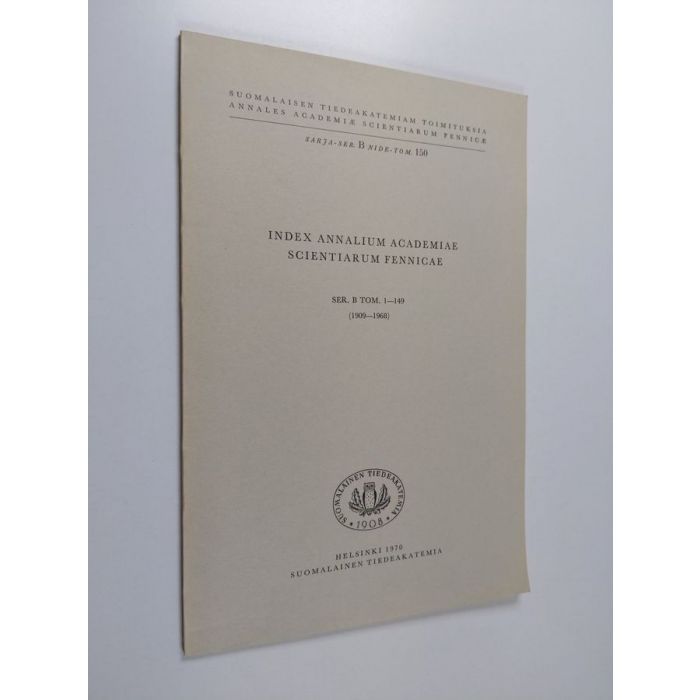 SUOMALAISEN TIEDEAKATEMIAM TOIMITUKSIA
ANNALES ACADEMIÆ SCIENTIARUM FENNICÆ
SARJA-SER. B NIDE-TOM. 150
INDEX ANNALIUM ACADEMIAE
SCIENTIARUM FENNICAE
SER. B TOM. 1—149
(1909—1968)
SUOMALAINEN TIEDEAKATEMIA
• 1908 •
HELSINKI 1970
SUOMALAINEN TIEDEAKATEMIA